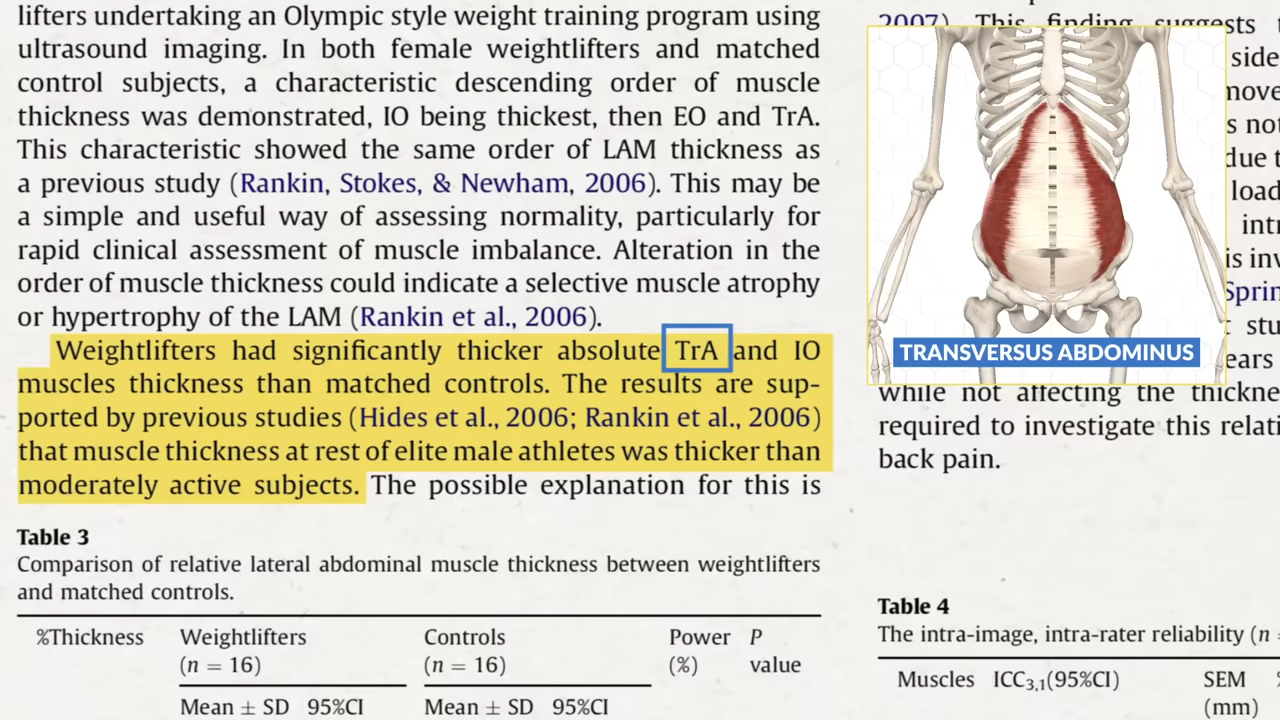 lifters undertaking an Olympic style weight training program using
ultrasound imaging. In both female weightlifters and matched
control subjects, a characteristic descending order of muscle
thickness was demonstrated, IO being thickest, then EO and TrA.
This characteristic showed the same order of LAM thickness as
a previous study (Rankin, Stokes, & Newham, 2006). This may be
a simple and useful way of assessing normality, particularly for
rapid clinical assessment of muscle imbalance. Alteration in the
order of muscle thickness could indicate a selective muscle atrophy
or hypertrophy of the LAM (Rankin et al., 2006).
Weightlifters had significantly thicker absolute TrA and IO
muscles thickness than matched controls. The results are sup-
ported by previous studies (Hides et al., 2006; Rankin et al., 2006)
that muscle thickness at rest of elite male athletes was thicker than
moderately active subjects. The possible explanation for this is
Table 3
Comparison of relative lateral abdominal muscle thickness between weightlifters
and matched controls.
%Thickness Weightlifters Controls Power P
(n = 16) (n = 16) (%) value
Mean ± SD 95%CI Mean ± SD 95%CI
2007). This finding suggests
side
due
load
TRANSVERSUS ABDOMINUS
while not affecting the
required to investigate this
back pain.
Table 4
The intra-image, intra-rater reliability (n
Muscles ICC3,1(95%CI) SEM
(mm)